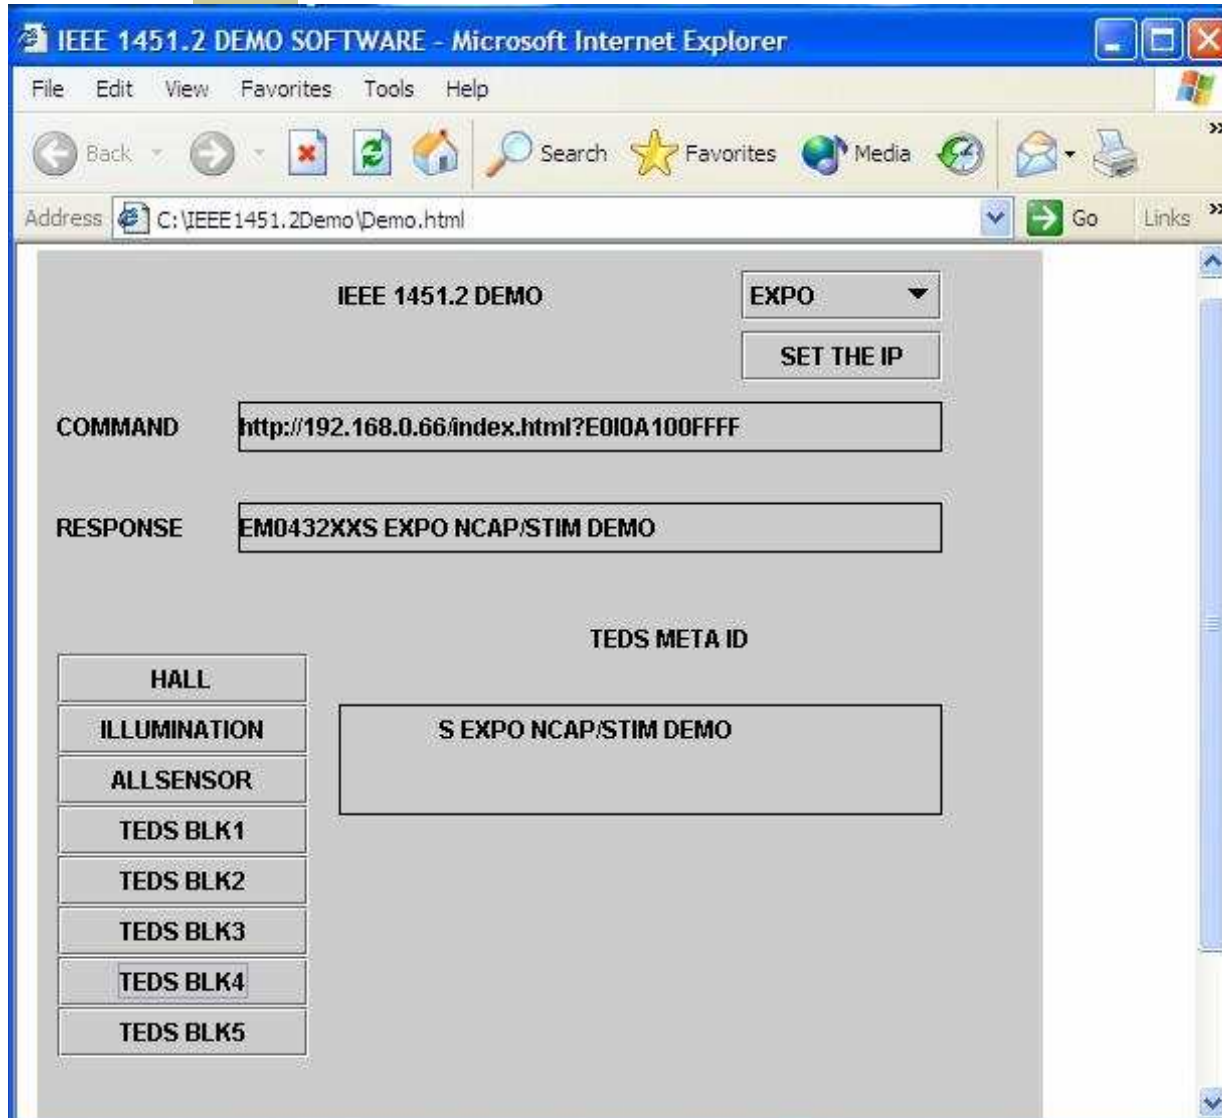 IEEE 1451.2 DEMO SOFTWARE - Microsoft Internet Explorer
File Edit View Favorites Tools Help
Back Search Favorites Media
Address C:\IEEE1451.2Demo\Demo.html Go Links
IEEE 1451.2 DEMO EXPO
SET THE IP
COMMAND http://192.168.0.66/index.html?E0I0A100FFFF
RESPONSE EM0432XXS EXPO NCAP/STIM DEMO
TEDS META ID
HALL
ILLUMINATION S EXPO NCAP/STIM DEMO
ALLSENSOR
TEDS BLK1
TEDS BLK2
TEDS BLK3
TEDS BLK4
TEDS BLK5